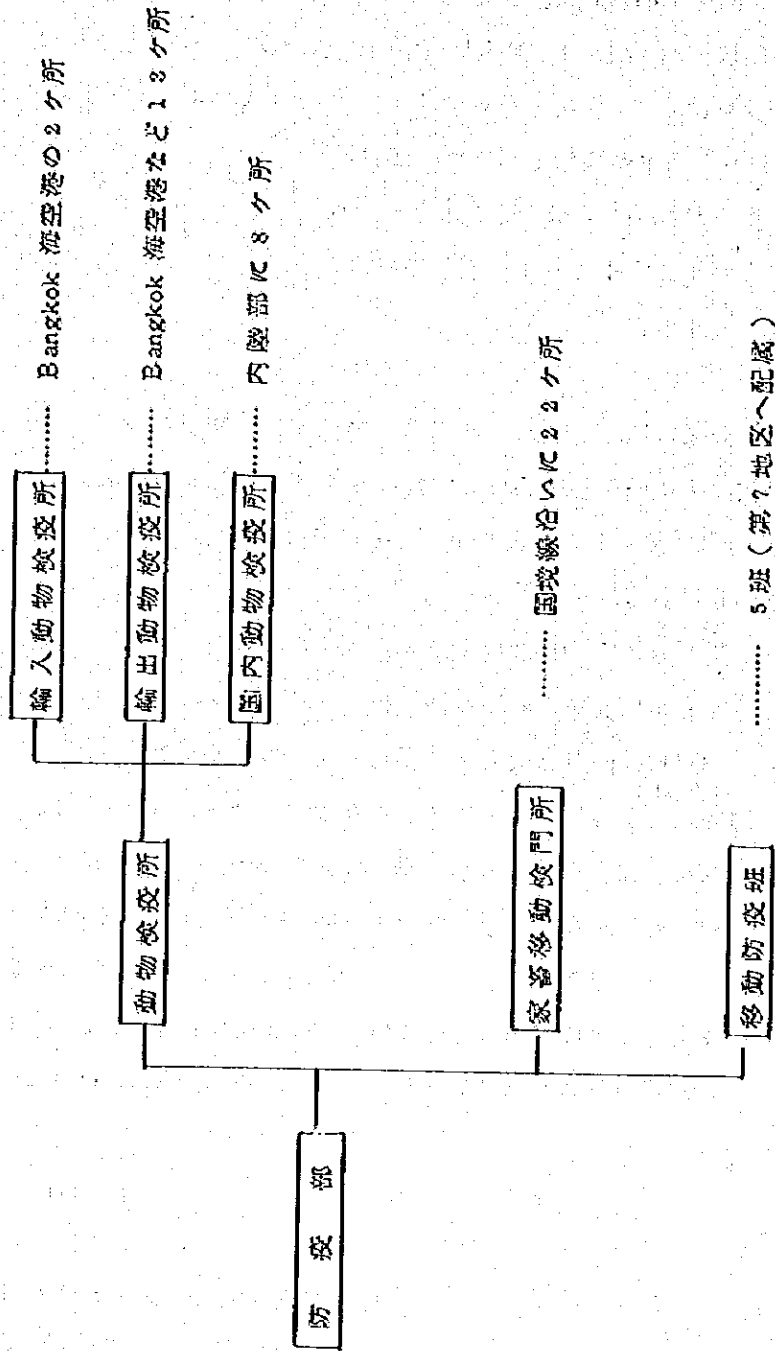 防疫部
動物検疫所
輸入動物検疫所 ……… Bangkok 海空港の2ケ所
輸出動物検疫所 ……… Bangkok 海空港など13ケ所
国内動物検疫所 ……… 内陸部に8ケ所
家畜移動検問所 ……… 国境線沿いに22ケ所
移動防疫班 ……… 5班(第7地区へ配属)